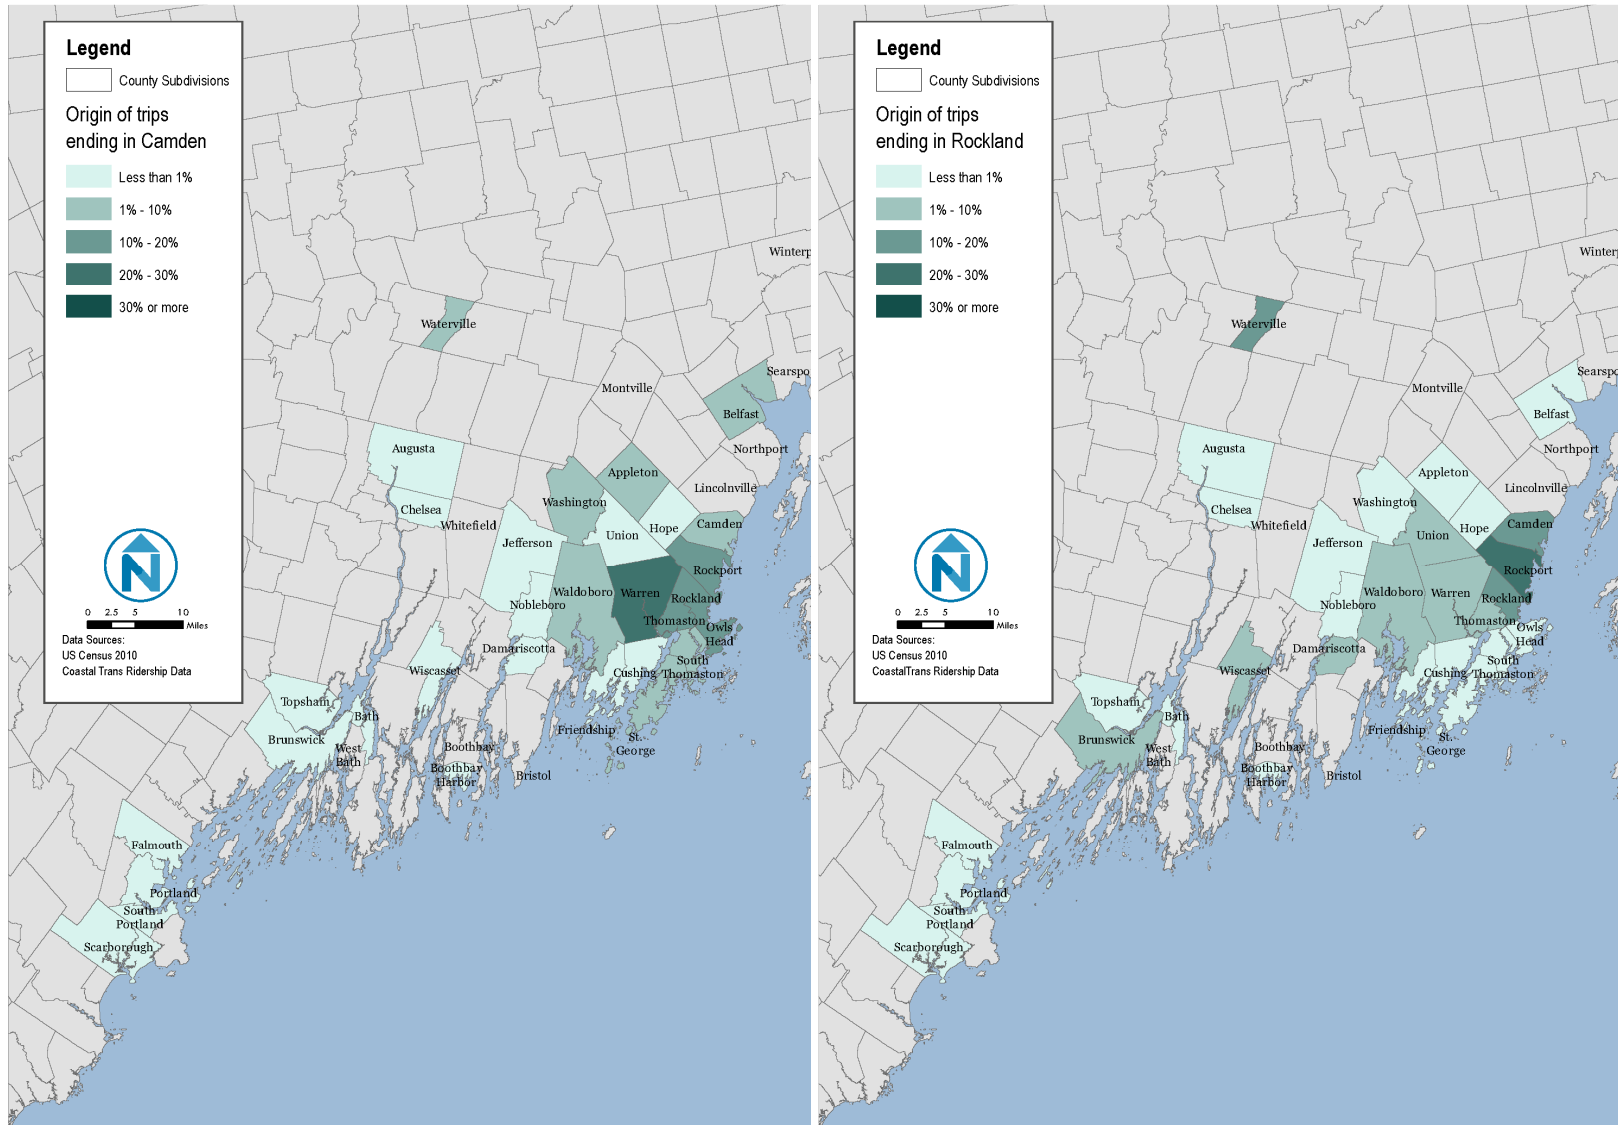 Legend
County Subdivisions
Origin of trips
ending in Camden
Less than 1%
1% - 10%
10% - 20%
20% - 30%
30% or more
N
0 2.5 5 10
Miles
Data Sources:
US Census 2010
Coastal Trans Ridership Data
Winterp
Waterville
Searspo
Montville
Belfast
Northport
Augusta
Appleton
Lincolnville
Washington
Chelsea
Whitefield
Hope
Camden
Union
Jefferson
Rockport
Waldoboro
Warren
Rockland
Nobleboro
Thomaston
Owls
Head
Damariscotta
South
Thomaston
Wiscasset
Cushing
Topsham
Bath
Friendship
St.
George
Brunswick
West
Bath
Boothbay
Boothbay
Harbor
Bristol
Falmouth
Portland
South
Portland
Scarborough
Legend
County Subdivisions
Origin of trips
ending in Rockland
Less than 1%
1% - 10%
10% - 20%
20% - 30%
30% or more
N
0 2.5 5 10
Miles
Data Sources:
US Census 2010
CoastalTrans Ridership Data
Winterp
Waterville
Searspo
Montville
Belfast
Northport
Augusta
Appleton
Lincolnville
Washington
Chelsea
Whitefield
Hope
Camden
Union
Jefferson
Rockport
Waldoboro
Warren
Rockland
Nobleboro
Thomaston
Owls
Head
Damariscotta
South
Thomaston
Wiscasset
Cushing
Topsham
Bath
Friendship
St.
George
Brunswick
West
Bath
Boothbay
Boothbay
Harbor
Bristol
Falmouth
Portland
South
Portland
Scarborough